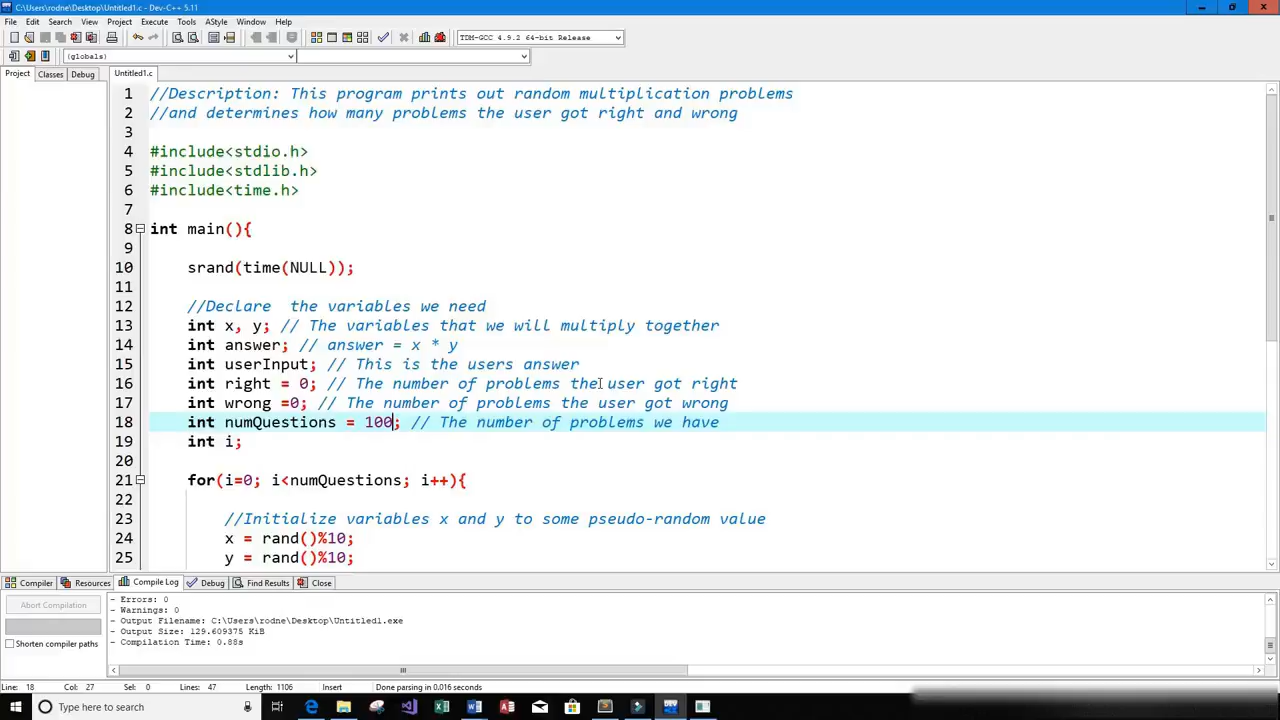 C:\Users\rodne\Desktop\Untitled1.c - Dev-C++ 5.11
File Edit Search View Project Execute Tools AStyle Window Help
TDM-GCC 4.9.2 64-bit Release
(globals)
Project Classes Debug Untitled1.c
1 //Description: This program prints out random multiplication problems
2 //and determines how many problems the user got right and wrong
3
4 #include<stdio.h>
5 #include<stdlib.h>
6 #include<time.h>
7
8 int main(){
9
10 srand(time(NULL));
11
12 //Declare  the variables we need
13 int x, y; // The variables that we will multiply together
14 int answer; // answer = x * y
15 int userInput; // This is the users answer
16 int right = 0; // The number of problems the user got right
17 int wrong =0; // The number of problems the user got wrong
18 int numQuestions = 100; // The number of problems we have
19 int i;
20
21 for(i=0; i<numQuestions; i++){
22
23 //Initialize variables x and y to some pseudo-random value
24 x = rand()%10;
25 y = rand()%10;
Compiler Resources Compile Log Debug Find Results Close
Abort Compilation
Shorten compiler paths
- Errors: 0
- Warnings: 0
- Output Filename: C:\Users\rodne\Desktop\Untitled1.exe
- Output Size: 129.609375 KiB
- Compilation Time: 0.88s
Line: 18 Col: 27 Sel: 0 Lines: 47 Length: 1106 Insert Done parsing in 0.016 seconds
Type here to search